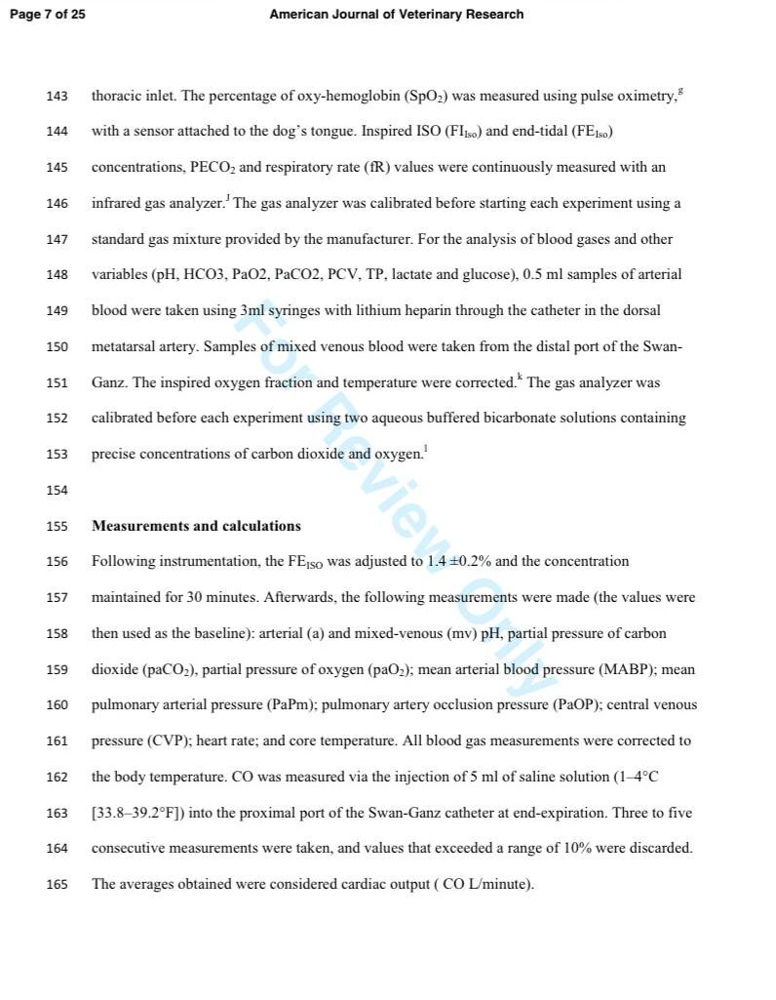 Page 7 of 25
American Journal of Veterinary Research
143 thoracic inlet. The percentage of oxy-hemoglobin (SpO₂) was measured using pulse oximetry,ᵍ
144 with a sensor attached to the dog's tongue. Inspired ISO (FIIso) and end-tidal (FEIso)
145 concentrations, PECO₂ and respiratory rate (fR) values were continuously measured with an
146 infrared gas analyzer.ᴶ The gas analyzer was calibrated before starting each experiment using a
147 standard gas mixture provided by the manufacturer. For the analysis of blood gases and other
148 variables (pH, HCO3, PaO2, PaCO2, PCV, TP, lactate and glucose), 0.5 ml samples of arterial
149 blood were taken using 3ml syringes with lithium heparin through the catheter in the dorsal
150 metatarsal artery. Samples of mixed venous blood were taken from the distal port of the Swan-
151 Ganz. The inspired oxygen fraction and temperature were corrected.ᵏ The gas analyzer was
152 calibrated before each experiment using two aqueous buffered bicarbonate solutions containing
153 precise concentrations of carbon dioxide and oxygen.ˡ
154
155 Measurements and calculations
156 Following instrumentation, the FEISO was adjusted to 1.4 ±0.2% and the concentration
157 maintained for 30 minutes. Afterwards, the following measurements were made (the values were
158 then used as the baseline): arterial (a) and mixed-venous (mv) pH, partial pressure of carbon
159 dioxide (paCO₂), partial pressure of oxygen (paO₂); mean arterial blood pressure (MABP); mean
160 pulmonary arterial pressure (PaPm); pulmonary artery occlusion pressure (PaOP); central venous
161 pressure (CVP); heart rate; and core temperature. All blood gas measurements were corrected to
162 the body temperature. CO was measured via the injection of 5 ml of saline solution (1–4°C
163 [33.8–39.2°F]) into the proximal port of the Swan-Ganz catheter at end-expiration. Three to five
164 consecutive measurements were taken, and values that exceeded a range of 10% were discarded.
165 The averages obtained were considered cardiac output ( CO L/minute).
For Review Only